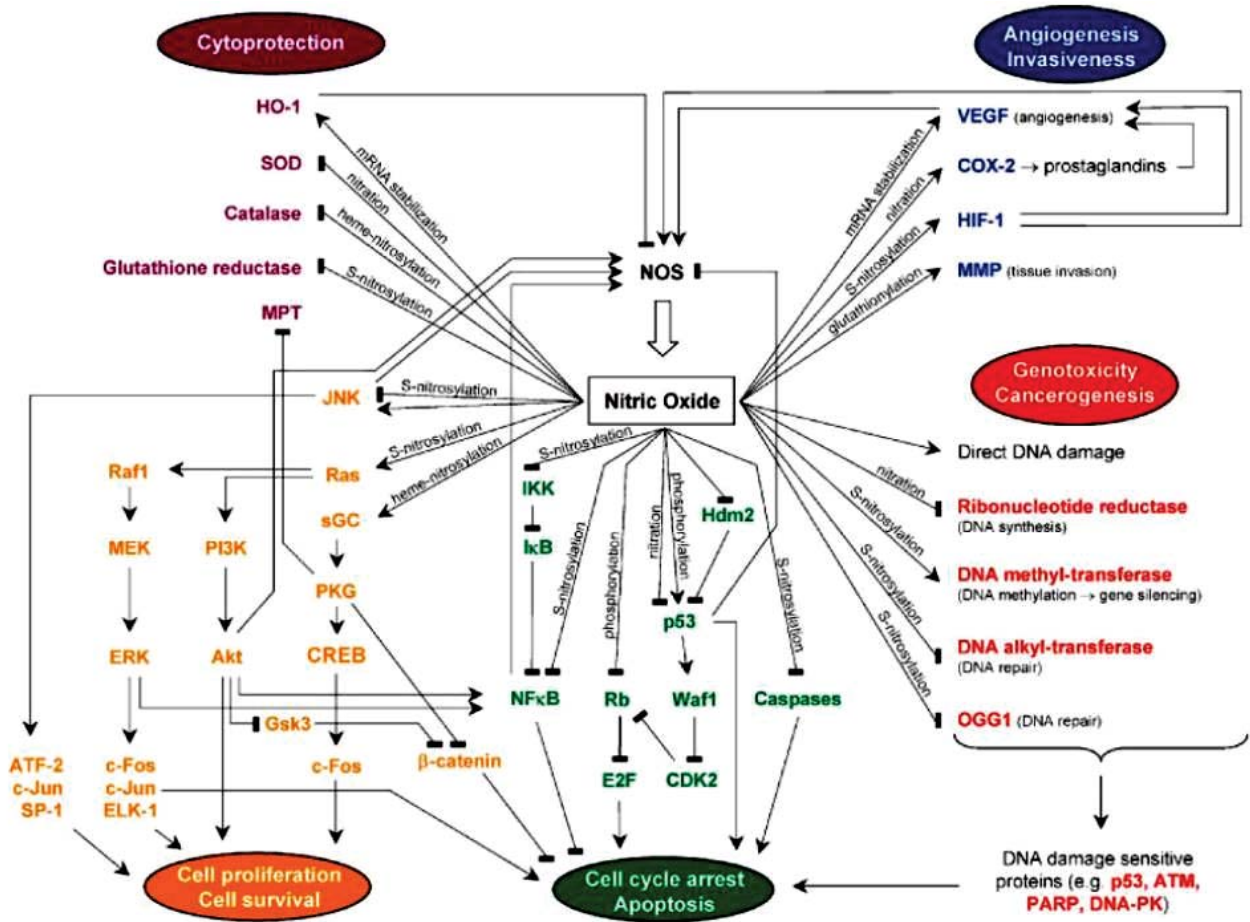 Cytoprotection
HO-1
SOD
Catalase
Glutathione reductase
MPT
mRNA stabilization
nitration
heme-nitrosylation
S-nitrosylation
Angiogenesis
Invasiveness
VEGF (angiogenesis)
COX-2 → prostaglandins
HIF-1
MMP (tissue invasion)
mRNA stabilization
nitration
S-nitrosylation
glutathionylation
NOS
Nitric Oxide
JNK
S-nitrosylation
S-nitrosylation
heme-nitrosylation
Raf1
Ras
sGC
MEK
PI3K
PKG
ERK
Akt
CREB
Gsk3
ATF-2
c-Jun
SP-1
c-Fos
c-Jun
ELK-1
c-Fos
β-catenin
Cell proliferation
Cell survival
S-nitrosylation
IKK
IκB
S-nitrosylation
phosphorylation
nitration
phosphorylation
Hdm2
S-nitrosylation
p53
NFκB
Rb
Waf1
Caspases
E2F
CDK2
Cell cycle arrest
Apoptosis
Genotoxicity
Cancerogenesis
Direct DNA damage
nitration
Ribonucleotide reductase
(DNA synthesis)
S-nitrosylation
DNA methyl-transferase
(DNA methylation → gene silencing)
S-nitrosylation
DNA alkyl-transferase
(DNA repair)
S-nitrosylation
OGG1 (DNA repair)
DNA damage sensitive
proteins (e.g. p53, ATM,
PARP, DNA-PK)